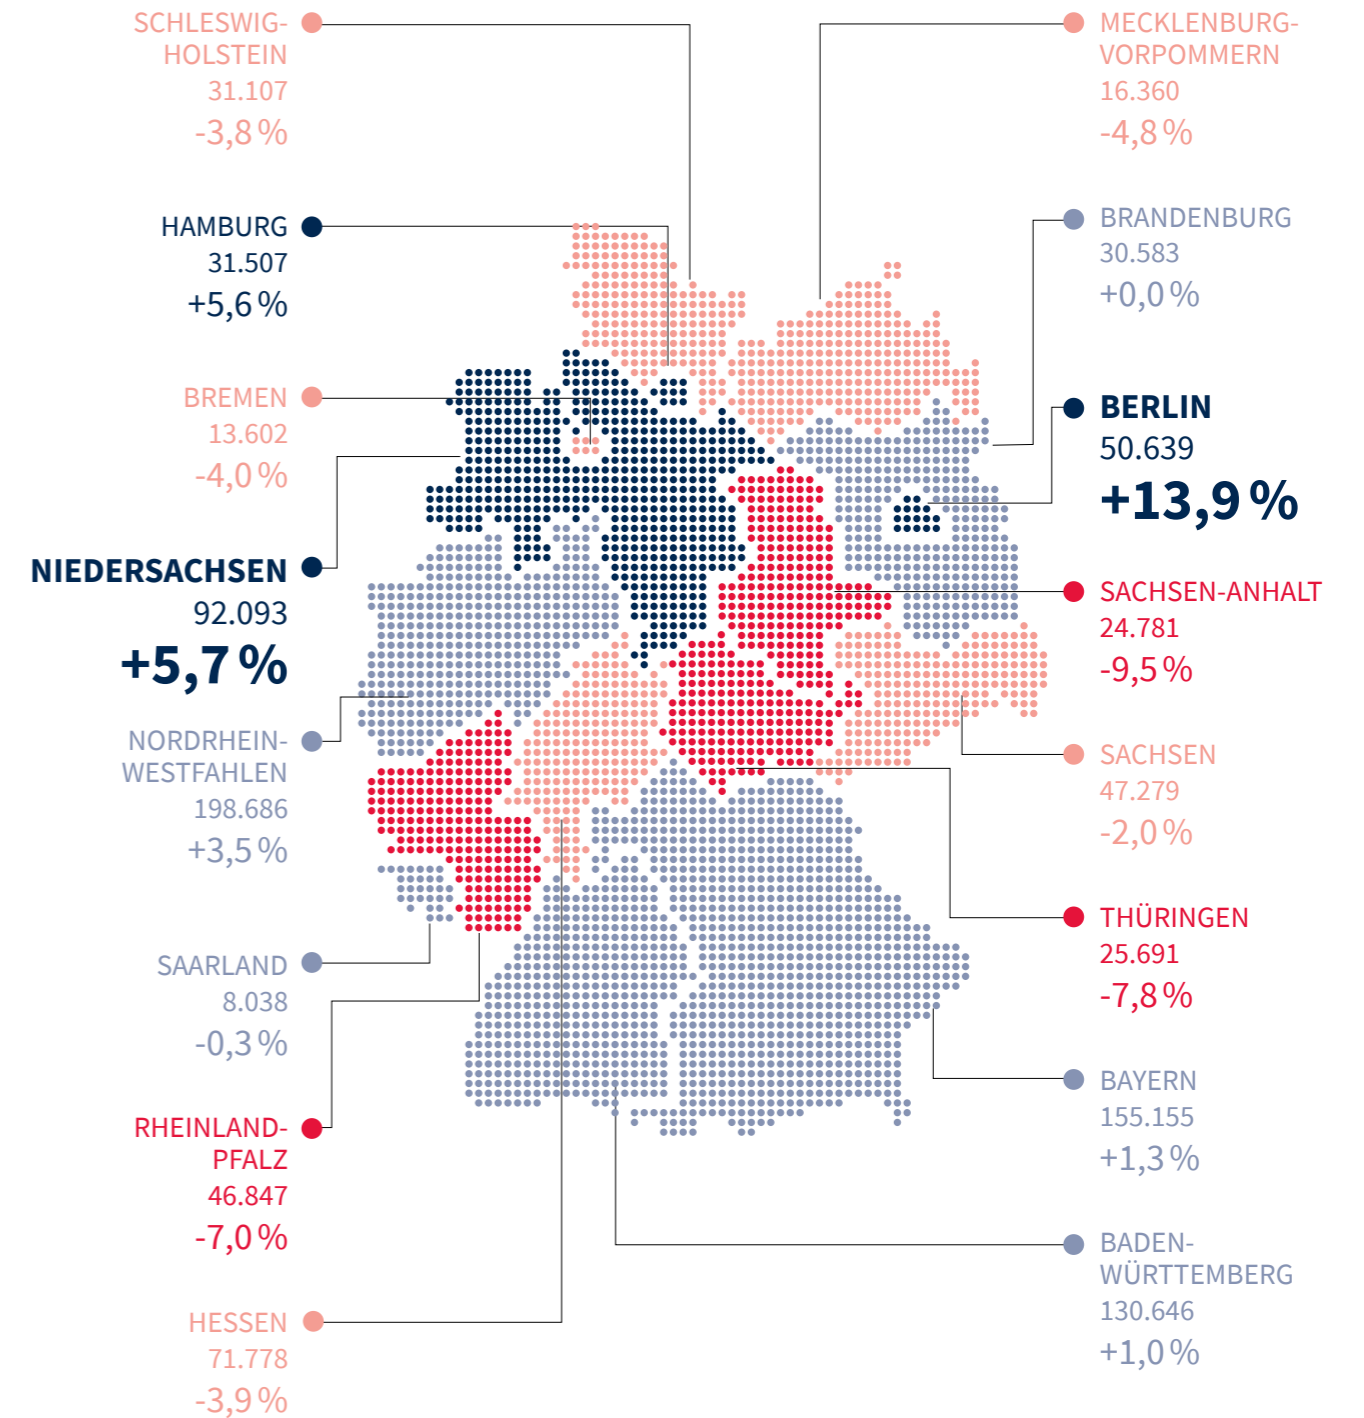 SCHLESWIG-
HOLSTEIN
31.107
-3,8 %
HAMBURG
31.507
+5,6 %
BREMEN
13.602
-4,0 %
NIEDERSACHSEN
92.093
+5,7 %
NORDRHEIN-
WESTFAHLEN
198.686
+3,5 %
SAARLAND
8.038
-0,3 %
RHEINLAND-
PFALZ
46.847
-7,0 %
HESSEN
71.778
-3,9 %
MECKLENBURG-
VORPOMMERN
16.360
-4,8 %
BRANDENBURG
30.583
+0,0 %
BERLIN
50.639
+13,9 %
SACHSEN-ANHALT
24.781
-9,5 %
SACHSEN
47.279
-2,0 %
THÜRINGEN
25.691
-7,8 %
BAYERN
155.155
+1,3 %
BADEN-
WÜRTTEMBERG
130.646
+1,0 %